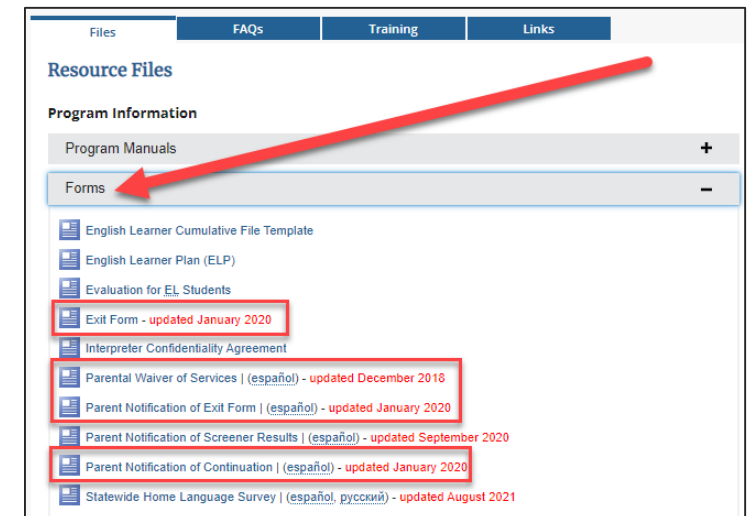 Files FAQs Training Links
Resource Files
Program Information
Program Manuals +
Forms –
English Learner Cumulative File Template
English Learner Plan (ELP)
Evaluation for EL Students
Exit Form - updated January 2020
Interpreter Confidentiality Agreement
Parental Waiver of Services | (español) - updated December 2018
Parent Notification of Exit Form | (español) - updated January 2020
Parent Notification of Screener Results | (español) - updated September 2020
Parent Notification of Continuation | (español) - updated January 2020
Statewide Home Language Survey | (español, русский) - updated August 2021